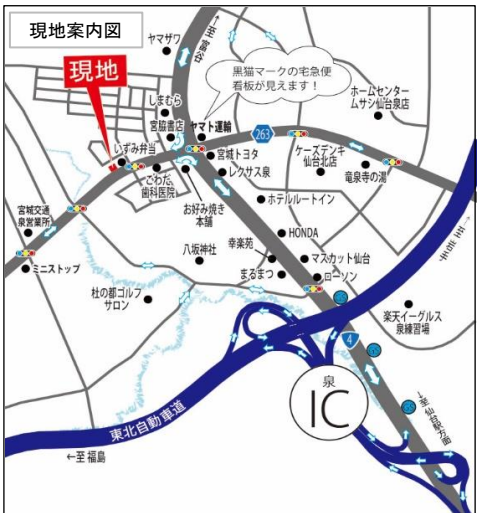 現地案内図
ヤマザワ
↑至富谷
黒猫マークの宅急便
看板が見えます！
現地
しまむら
宮脇書店
ヤマト運輸
263
ホームセンター
ムサシ仙台泉店
いずみ弁当
宮城トヨタ
ケーズデンキ
仙台北店
ごわだ
歯科医院
レクサス泉
竜泉寺の湯
お好み焼き
本舗
ホテルルートイン
宮城交通
泉営業所
八坂神社
幸楽苑
HONDA
ミニストップ
まるまつ
マスカット仙台
ローソン
杜の都ゴルフ
サロン
楽天イーグルス
泉練習場
4
泉
IC
東北自動車道
↓至仙台駅方面
←至福島